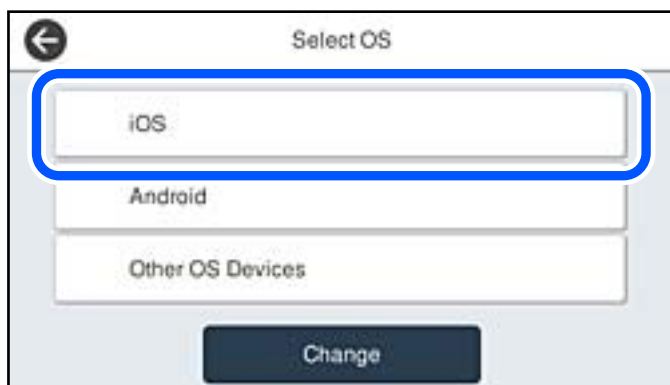 Select OS
iOS
Android
Other OS Devices
Change